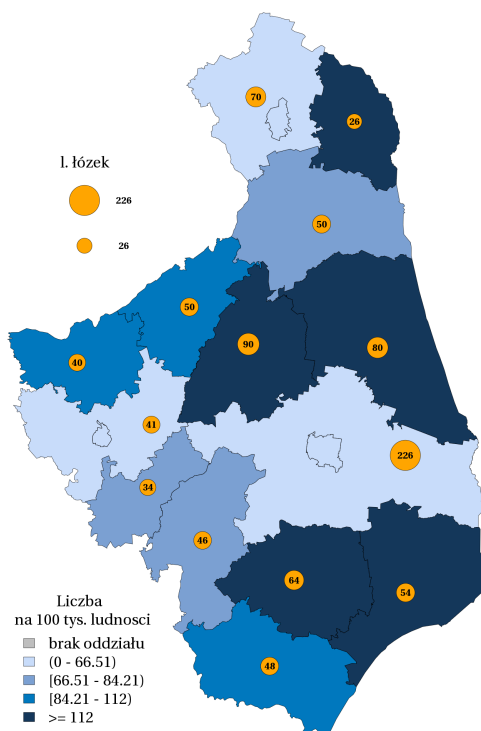 70
26
l. łózek
226
26
50
50
90
80
40
41
226
34
46
64
54
Liczba
na 100 tys. ludnosci
brak oddziału
(0 - 66.51)
[66.51 - 84.21)
[84.21 - 112)
>= 112
48